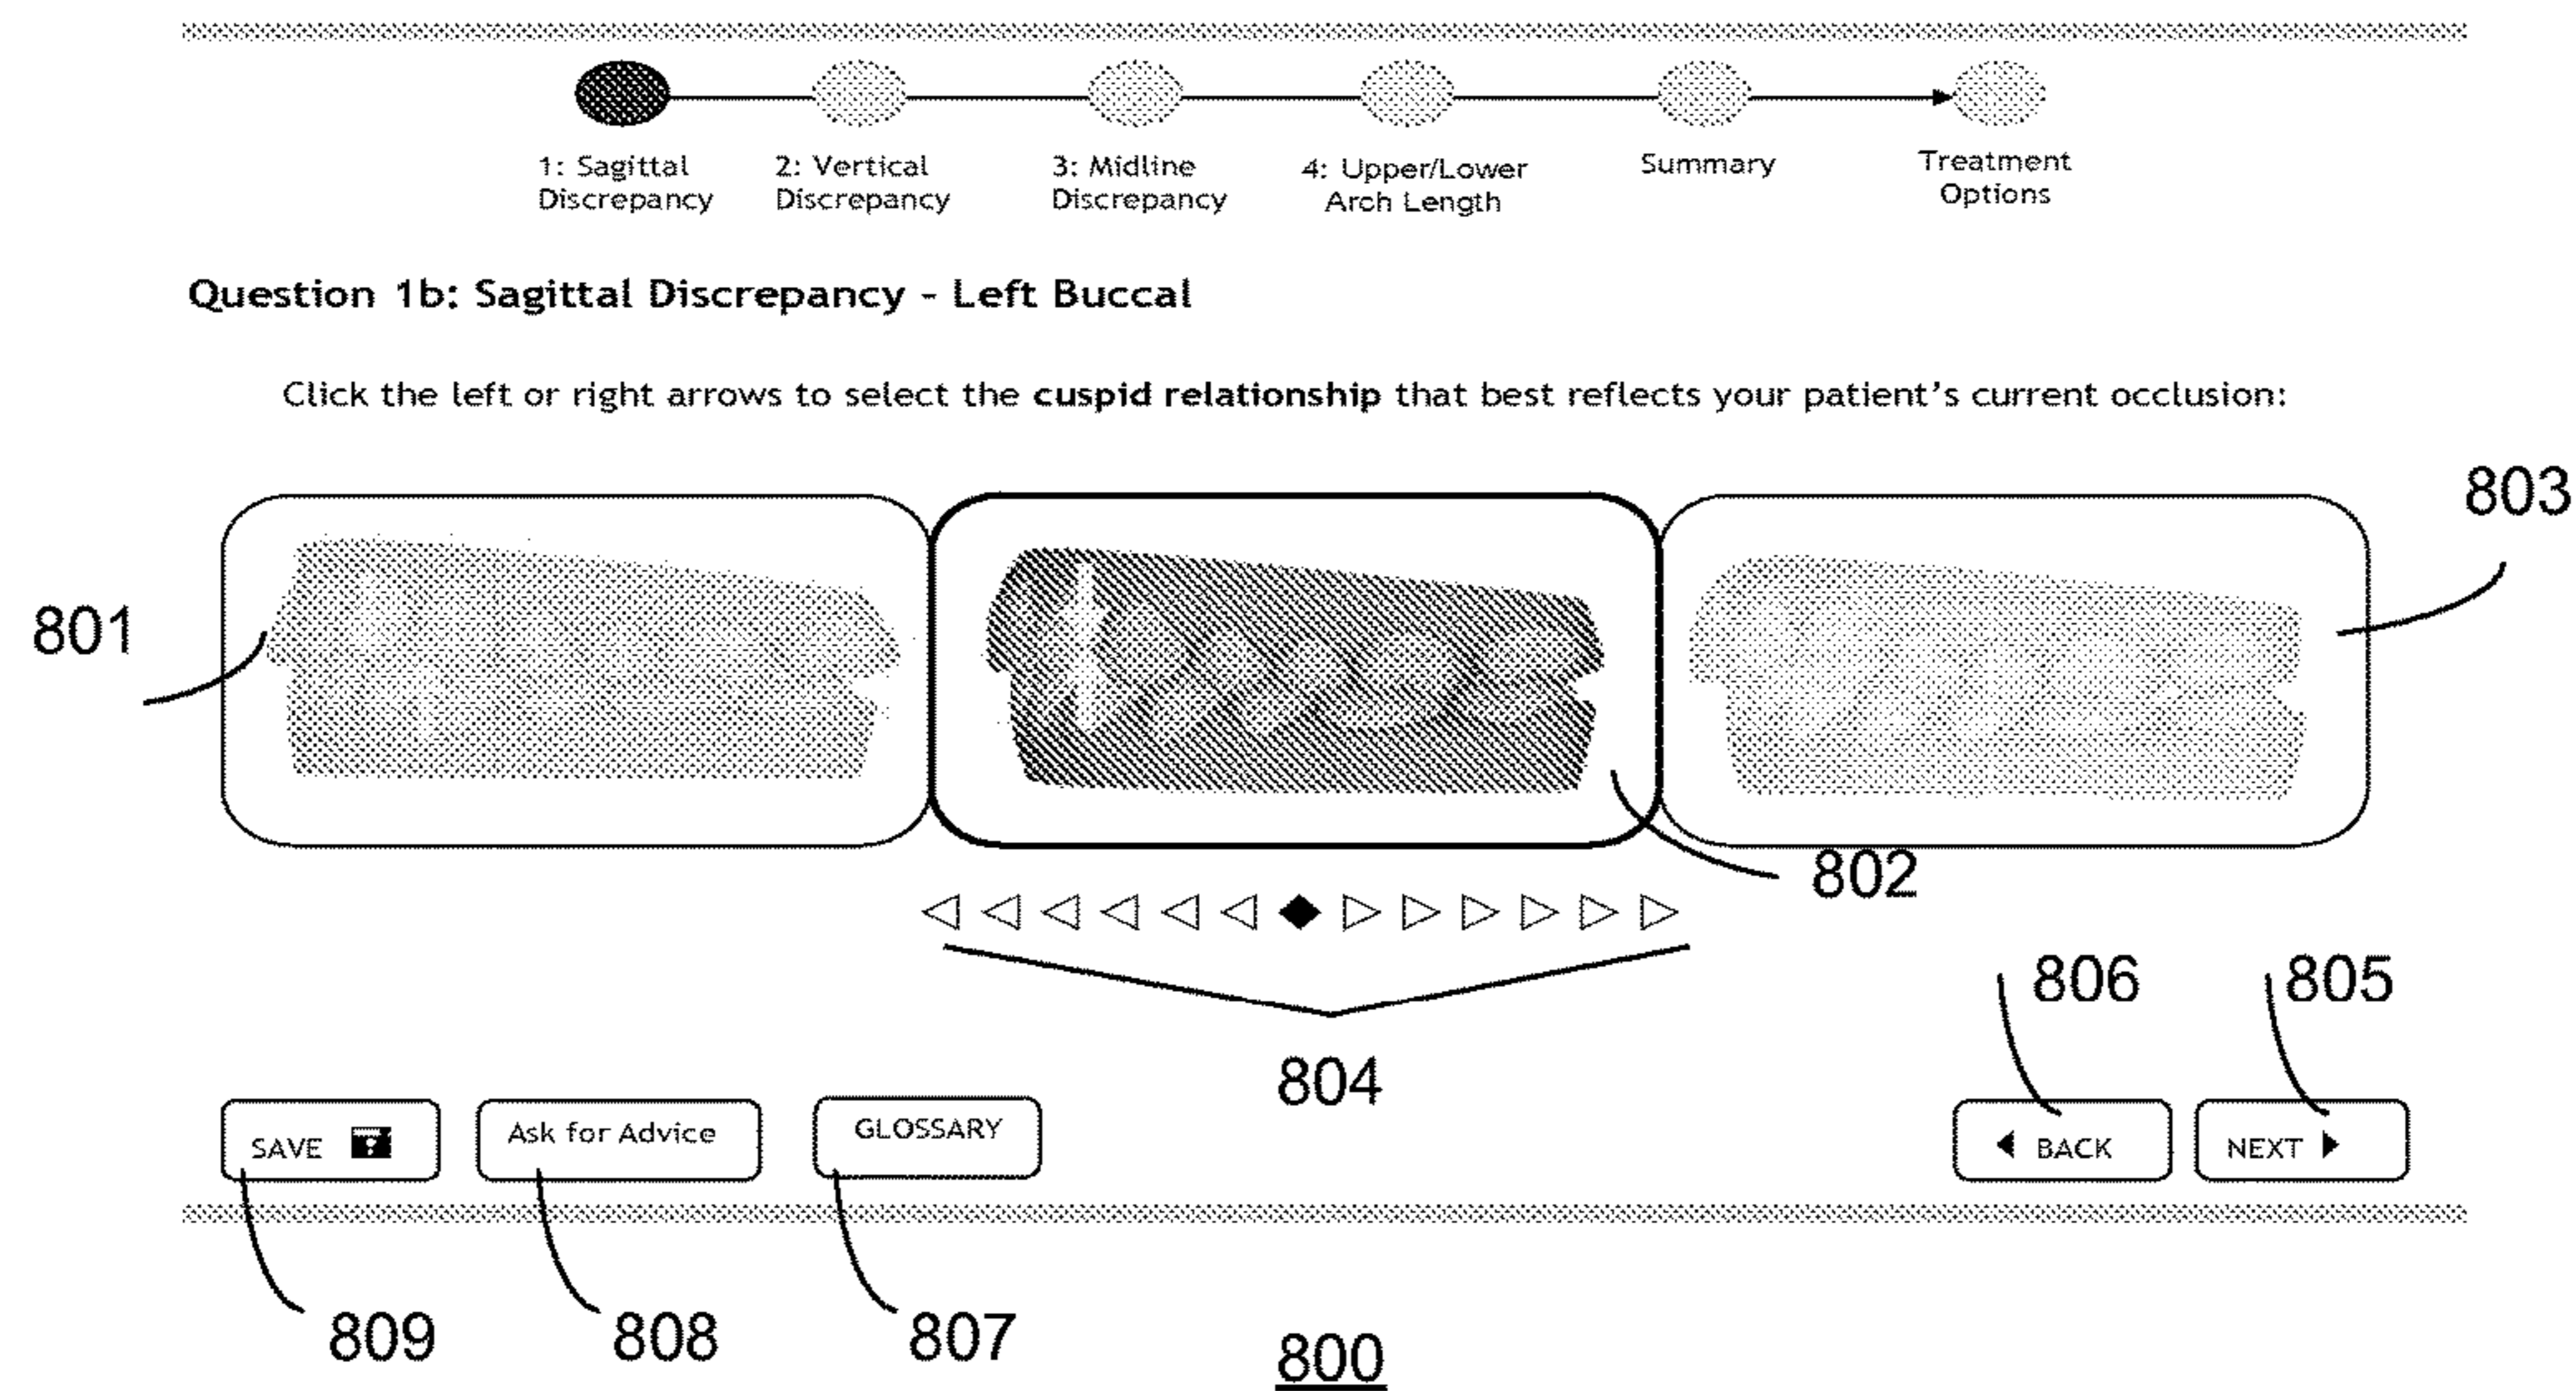 1: Sagittal
Discrepancy
2: Vertical
Discrepancy
3: Midline
Discrepancy
4: Upper/Lower
Arch Length
Summary
Treatment
Options
Question 1b: Sagittal Discrepancy - Left Buccal
Click the left or right arrows to select the cuspid relationship that best reflects your patient's current occlusion:
803
801
802
806
805
804
SAVE
Ask for Advice
GLOSSARY
BACK
NEXT
809
808
807
800